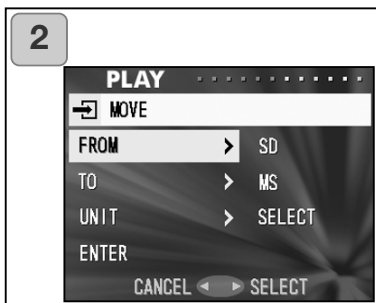 2
PLAY
MOVE
FROM > SD
TO > MS
UNIT > SELECT
ENTER
CANCEL ◄ ► SELECT